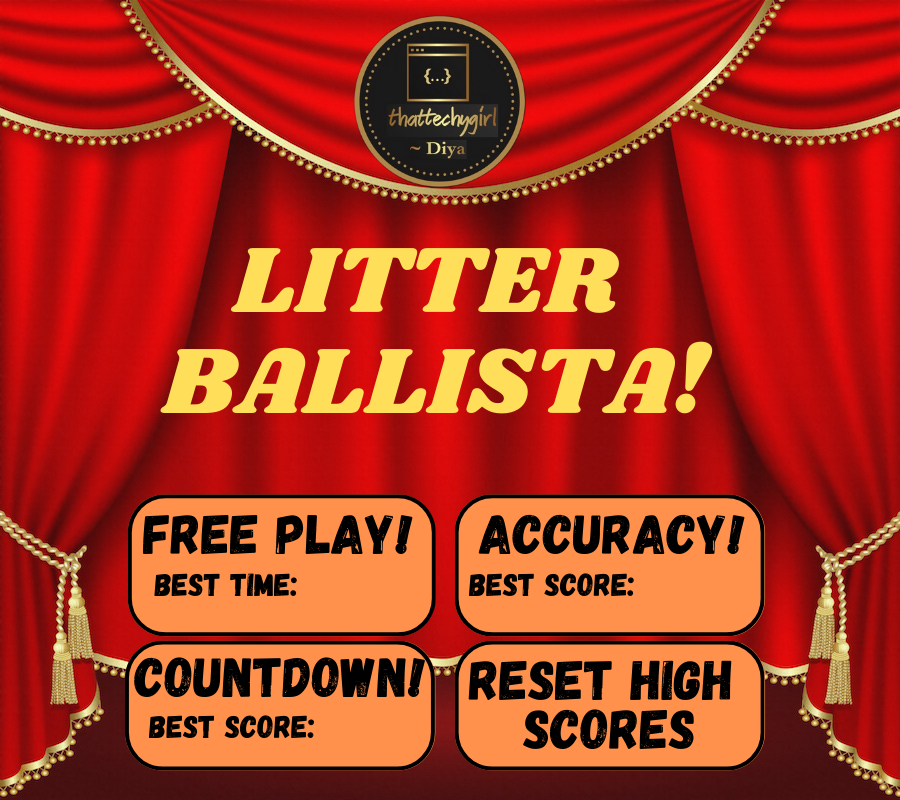 {...}
thattechygirl
~ Diya
LITTER
BALLISTA!
FREE PLAY!
BEST TIME:
ACCURACY!
BEST SCORE:
COUNTDOWN!
BEST SCORE:
RESET HIGH
SCORES